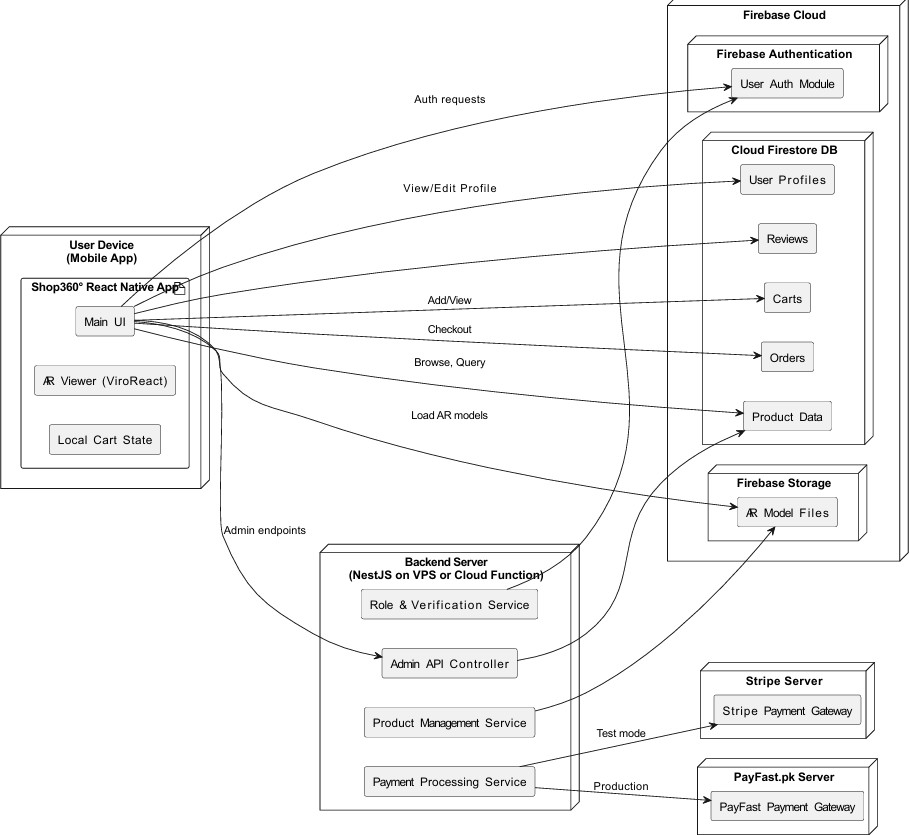 Firebase Cloud
Firebase Authentication
User Auth Module
Auth requests
Cloud Firestore DB
User Profiles
View/Edit Profile
Reviews
User Device
(Mobile App)
Shop360° React Native App
Main UI
Add/View
Carts
Checkout
Orders
Browse, Query
AR Viewer (ViroReact)
Load AR models
Product Data
Local Cart State
Firebase Storage
AR Model Files
Admin endpoints
Backend Server
(NestJS on VPS or Cloud Function)
Role & Verification Service
Admin API Controller
Product Management Service
Payment Processing Service
Stripe Server
Stripe Payment Gateway
Test mode
PayFast.pk Server
Production
PayFast Payment Gateway